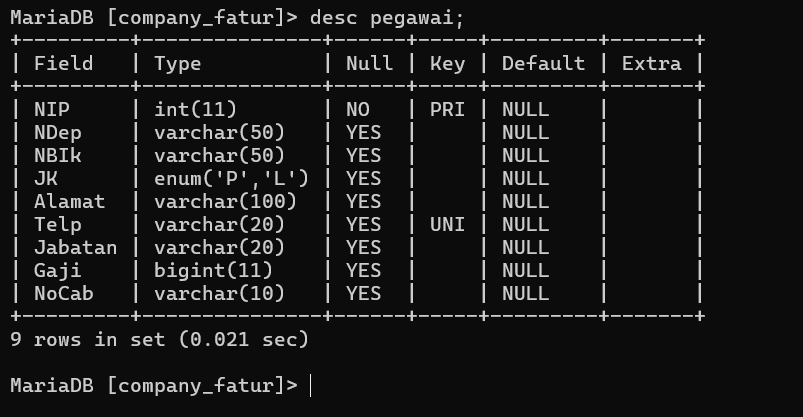 MariaDB [company_fatur]> desc pegawai;
+---------+---------------+------+-----+---------+-------+
| Field   | Type          | Null | Key | Default | Extra |
+---------+---------------+------+-----+---------+-------+
| NIP     | int(11)       | NO   | PRI | NULL    |       |
| NDep    | varchar(50)   | YES  |     | NULL    |       |
| NBlk    | varchar(50)   | YES  |     | NULL    |       |
| JK      | enum('P','L') | YES  |     | NULL    |       |
| Alamat  | varchar(100)  | YES  |     | NULL    |       |
| Telp    | varchar(20)   | YES  | UNI | NULL    |       |
| Jabatan | varchar(20)   | YES  |     | NULL    |       |
| Gaji    | bigint(11)    | YES  |     | NULL    |       |
| NoCab   | varchar(10)   | YES  |     | NULL    |       |
+---------+---------------+------+-----+---------+-------+
9 rows in set (0.021 sec)
MariaDB [company_fatur]>